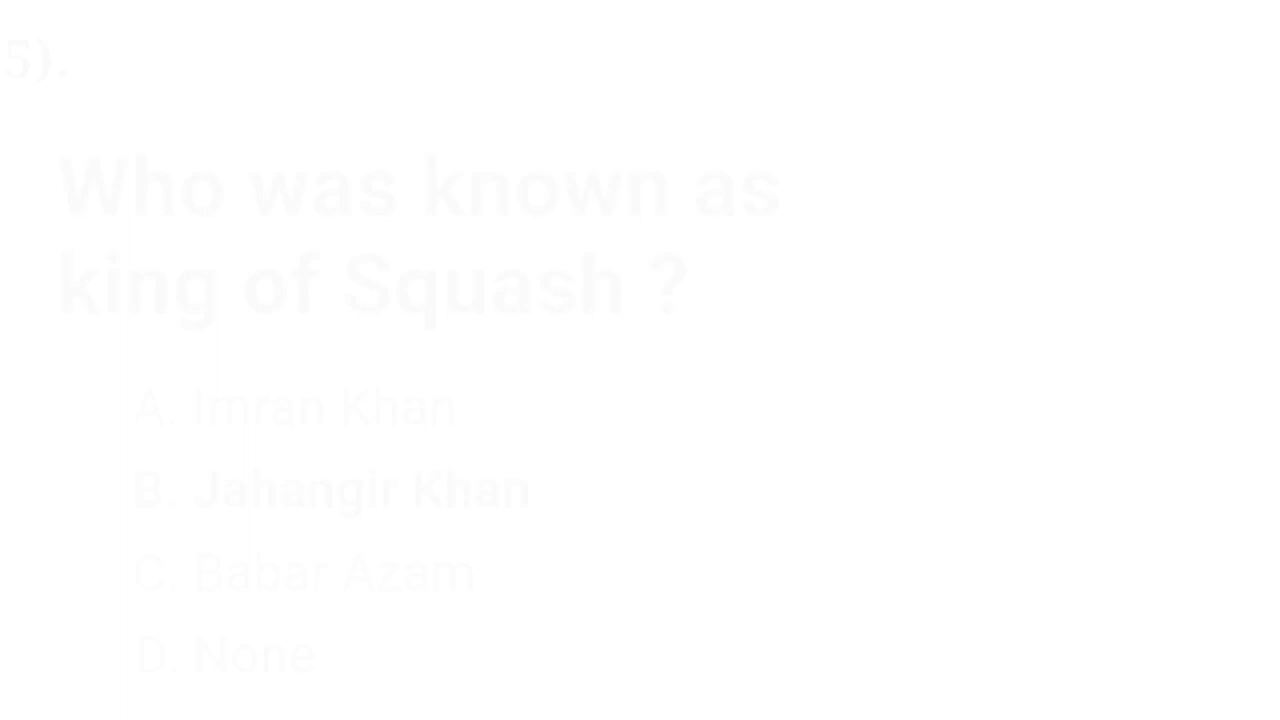 5).
Who was known as
king of Squash ?
A. Imran Khan
B. Jahangir Khan
C. Babar Azam
D. None